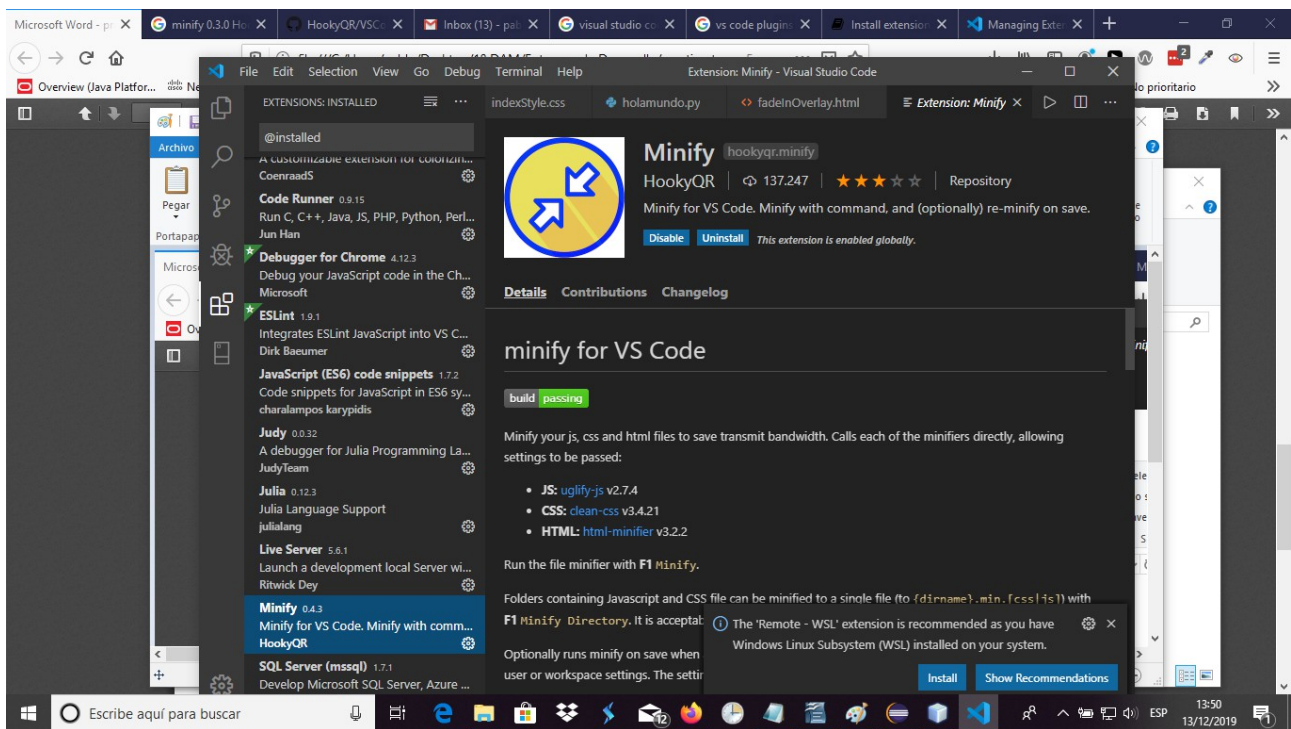 Microsoft Word - p
minify 0.3.0 Ho
HookyQR/VSC
Inbox (13) - pa
visual studio co
vs code plugins
Install extension
Managing Exter
Overview (Java Platfor...
No prioritario
File Edit Selection View Go Debug Terminal Help
Extension: Minify - Visual Studio Code
EXTENSIONS: INSTALLED
indexStyle.css
holamundo.py
fadeInOverlay.html
Extension: Minify
@installed
Archivo
Pegar
Portapap
Micros
A customizable extension for colorizin...
CoenraadS
Code Runner 0.9.15
Run C, C++, Java, JS, PHP, Python, Perl...
Jun Han
Debugger for Chrome 4.12.3
Debug your JavaScript code in the Ch...
Microsoft
ESLint 1.9.1
Integrates ESLint JavaScript into VS C...
Dirk Baeumer
JavaScript (ES6) code snippets 1.7.2
Code snippets for JavaScript in ES6 sy...
charalampos karypidis
Judy 0.0.32
A debugger for Julia Programming La...
JudyTeam
Julia 0.12.3
Julia Language Support
julialang
Live Server 5.6.1
Launch a development local Server wi...
Ritwick Dey
Minify 0.4.3
Minify for VS Code. Minify with comm...
HookyQR
SQL Server (mssql) 1.7.1
Develop Microsoft SQL Server, Azure ...
Minify hookyqr.minify
HookyQR 137.247 Repository
Minify for VS Code. Minify with command, and (optionally) re-minify on save.
Disable Uninstall This extension is enabled globally.
Details Contributions Changelog
minify for VS Code
build passing
Minify your js, css and html files to save transmit bandwidth. Calls each of the minifiers directly, allowing
settings to be passed:
• JS: uglify-js v2.7.4
• CSS: clean-css v3.4.21
• HTML: html-minifier v3.2.2
Run the file minifier with F1 Minify.
Folders containing Javascript and CSS file can be minified to a single file (to {dirname}.min.[css|js]) with
F1 Minify Directory. It is acceptab
Optionally runs minify on save when
user or workspace settings. The settin
The 'Remote - WSL' extension is recommended as you have
Windows Linux Subsystem (WSL) installed on your system.
Install Show Recommendations
Escribe aquí para buscar
12
ESP
13:50
13/12/2019
1